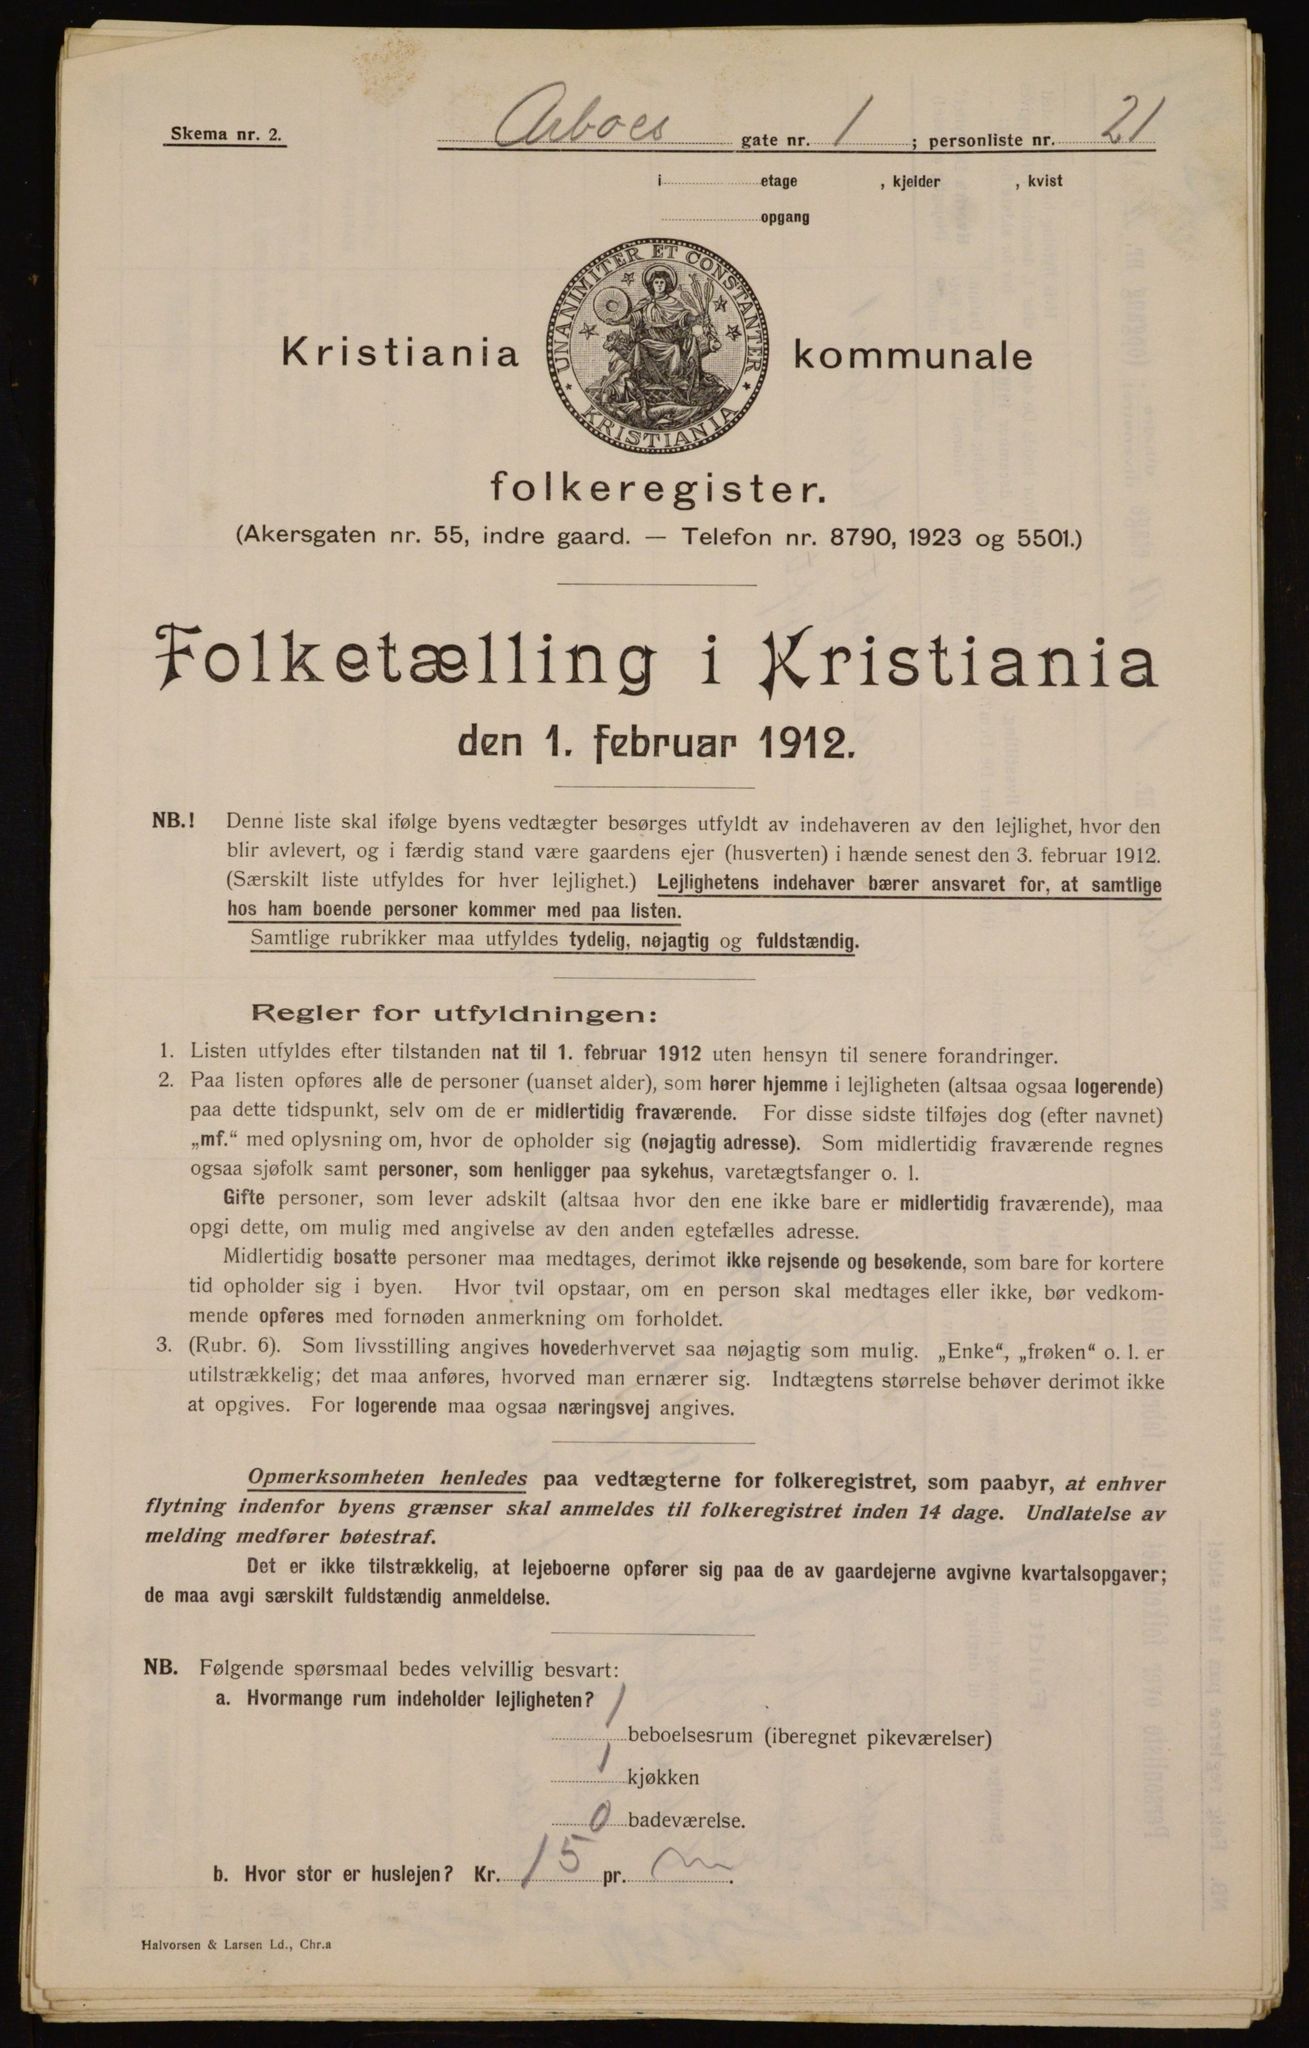 Skema nr. 2.
Arboes gate nr. 1 ; personliste nr. 21
i etage , kjelder , kvist
opgang
UNANIMITER ET CONSTANTER
KRISTIANIA
Kristiania kommunale
folkeregister.
(Akersgaten nr. 55, indre gaard. — Telefon nr. 8790, 1923 og 5501.)
Folketælling i Kristiania
den 1. februar 1912.
NB.! Denne liste skal ifølge byens vedtægter besørges utfyldt av indehaveren av den lejlighet, hvor den
blir avlevert, og i færdig stand være gaardens ejer (husverten) i hænde senest den 3. februar 1912.
(Særskilt liste utfyldes for hver lejlighet.) Lejlighetens indehaver bærer ansvaret for, at samtlige
hos ham boende personer kommer med paa listen.
Samtlige rubrikker maa utfyldes tydelig, nøjagtig og fuldstændig.
Regler for utfyldningen:
1. Listen utfyldes efter tilstanden nat til 1. februar 1912 uten hensyn til senere forandringer.
2. Paa listen opføres alle de personer (uanset alder), som hører hjemme i lejligheten (altsaa ogsaa logerende)
paa dette tidspunkt, selv om de er midlertidig fraværende. For disse sidste tilføjes dog (efter navnet)
„mf.“ med oplysning om, hvor de opholder sig (nøjagtig adresse). Som midlertidig fraværende regnes
ogsaa sjøfolk samt personer, som henligger paa sykehus, varetægtsfanger o. l.
Gifte personer, som lever adskilt (altsaa hvor den ene ikke bare er midlertidig fraværende), maa
opgi dette, om mulig med angivelse av den anden egtefælles adresse.
Midlertidig bosatte personer maa medtages, derimot ikke rejsende og besøkende, som bare for kortere
tid opholder sig i byen. Hvor tvil opstaar, om en person skal medtages eller ikke, bør vedkom-
mende opføres med fornøden anmerkning om forholdet.
3. (Rubr. 6). Som livsstilling angives hovederhvervet saa nøjagtig som mulig. „Enke“, „frøken“ o. l. er
utilstrækkelig; det maa anføres, hvorved man ernærer sig. Indtægtens størrelse behøver derimot ikke
at opgives. For logerende maa ogsaa næringsvej angives.
Opmerksomheten henledes paa vedtægterne for folkeregistret, som paabyr, at enhver
flytning indenfor byens grænser skal anmeldes til folkeregistret inden 14 dage. Undlatelse av
melding medfører bøtestraf.
Det er ikke tilstrækkelig, at lejeboerne opfører sig paa de av gaardejerne avgivne kvartalsopgaver;
de maa avgi særskilt fuldstændig anmeldelse.
NB. Følgende spørsmaal bedes velvillig besvart:
a. Hvormange rum indeholder lejligheten?
1 beboelsesrum (iberegnet pikeværelser)
1 kjøkken
0 badeværelse.
b. Hvor stor er huslejen? Kr. 15 pr. m.
Halvorsen & Larsen Ld., Chr.a